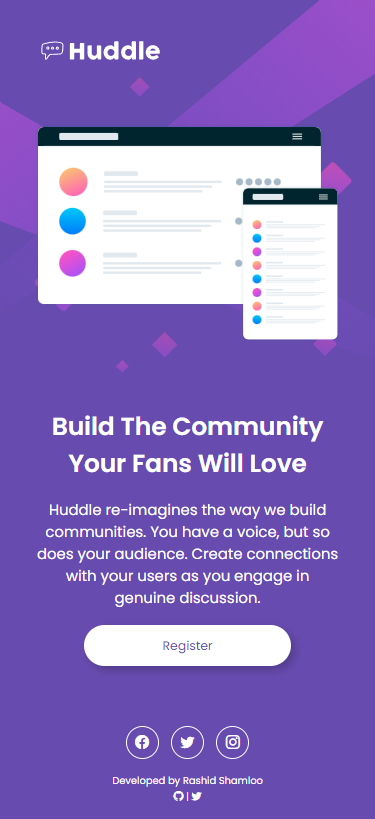 Huddle
Build The Community
Your Fans Will Love
Huddle re-imagines the way we build
communities. You have a voice, but so
does your audience. Create connections
with your users as you engage in
genuine discussion.
Register
Developed by Rashid Shamloo
|